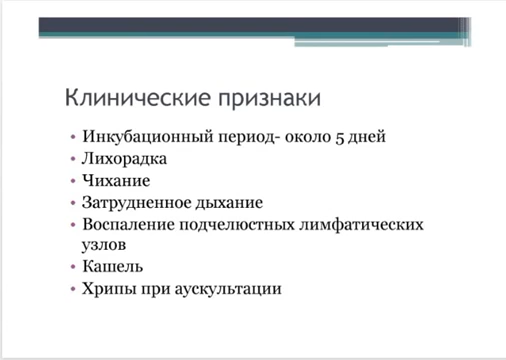 Клинические признаки
• Инкубационный период- около 5 дней
• Лихорадка
• Чихание
• Затрудненное дыхание
• Воспаление подчелюстных лимфатических
узлов
• Кашель
• Хрипы при аускультации